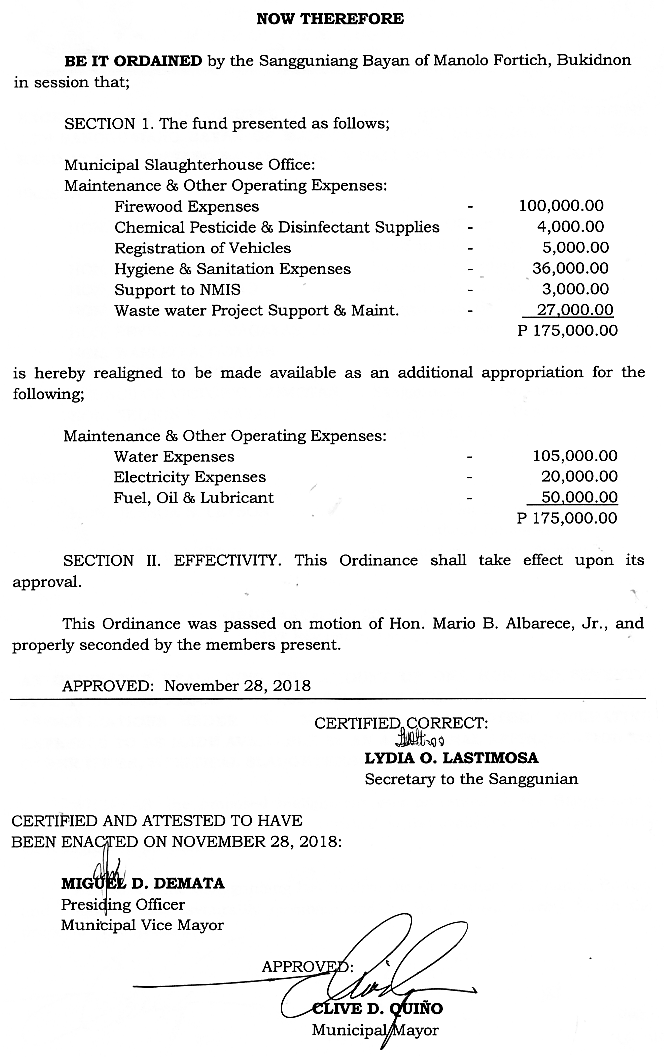 NOW THEREFORE
BE IT ORDAINED by the Sangguniang Bayan of Manolo Fortich, Bukidnon
in session that;
SECTION 1. The fund presented as follows;
Municipal Slaughterhouse Office:
Maintenance & Other Operating Expenses:
Firewood Expenses - 100,000.00
Chemical Pesticide & Disinfectant Supplies - 4,000.00
Registration of Vehicles - 5,000.00
Hygiene & Sanitation Expenses - 36,000.00
Support to NMIS - 3,000.00
Waste water Project Support & Maint. - 27,000.00
P 175,000.00
is hereby realigned to be made available as an additional appropriation for the
following;
Maintenance & Other Operating Expenses:
Water Expenses - 105,000.00
Electricity Expenses - 20,000.00
Fuel, Oil & Lubricant - 50,000.00
P 175,000.00
SECTION II. EFFECTIVITY. This Ordinance shall take effect upon its
approval.
This Ordinance was passed on motion of Hon. Mario B. Albarece, Jr., and
properly seconded by the members present.
APPROVED: November 28, 2018
CERTIFIED CORRECT:
LYDIA O. LASTIMOSA
Secretary to the Sanggunian
CERTIFIED AND ATTESTED TO HAVE
BEEN ENACTED ON NOVEMBER 28, 2018:
MIGUEL D. DEMATA
Presiding Officer
Municipal Vice Mayor
APPROVED:
CLIVE D. QUIÑO
Municipal Mayor